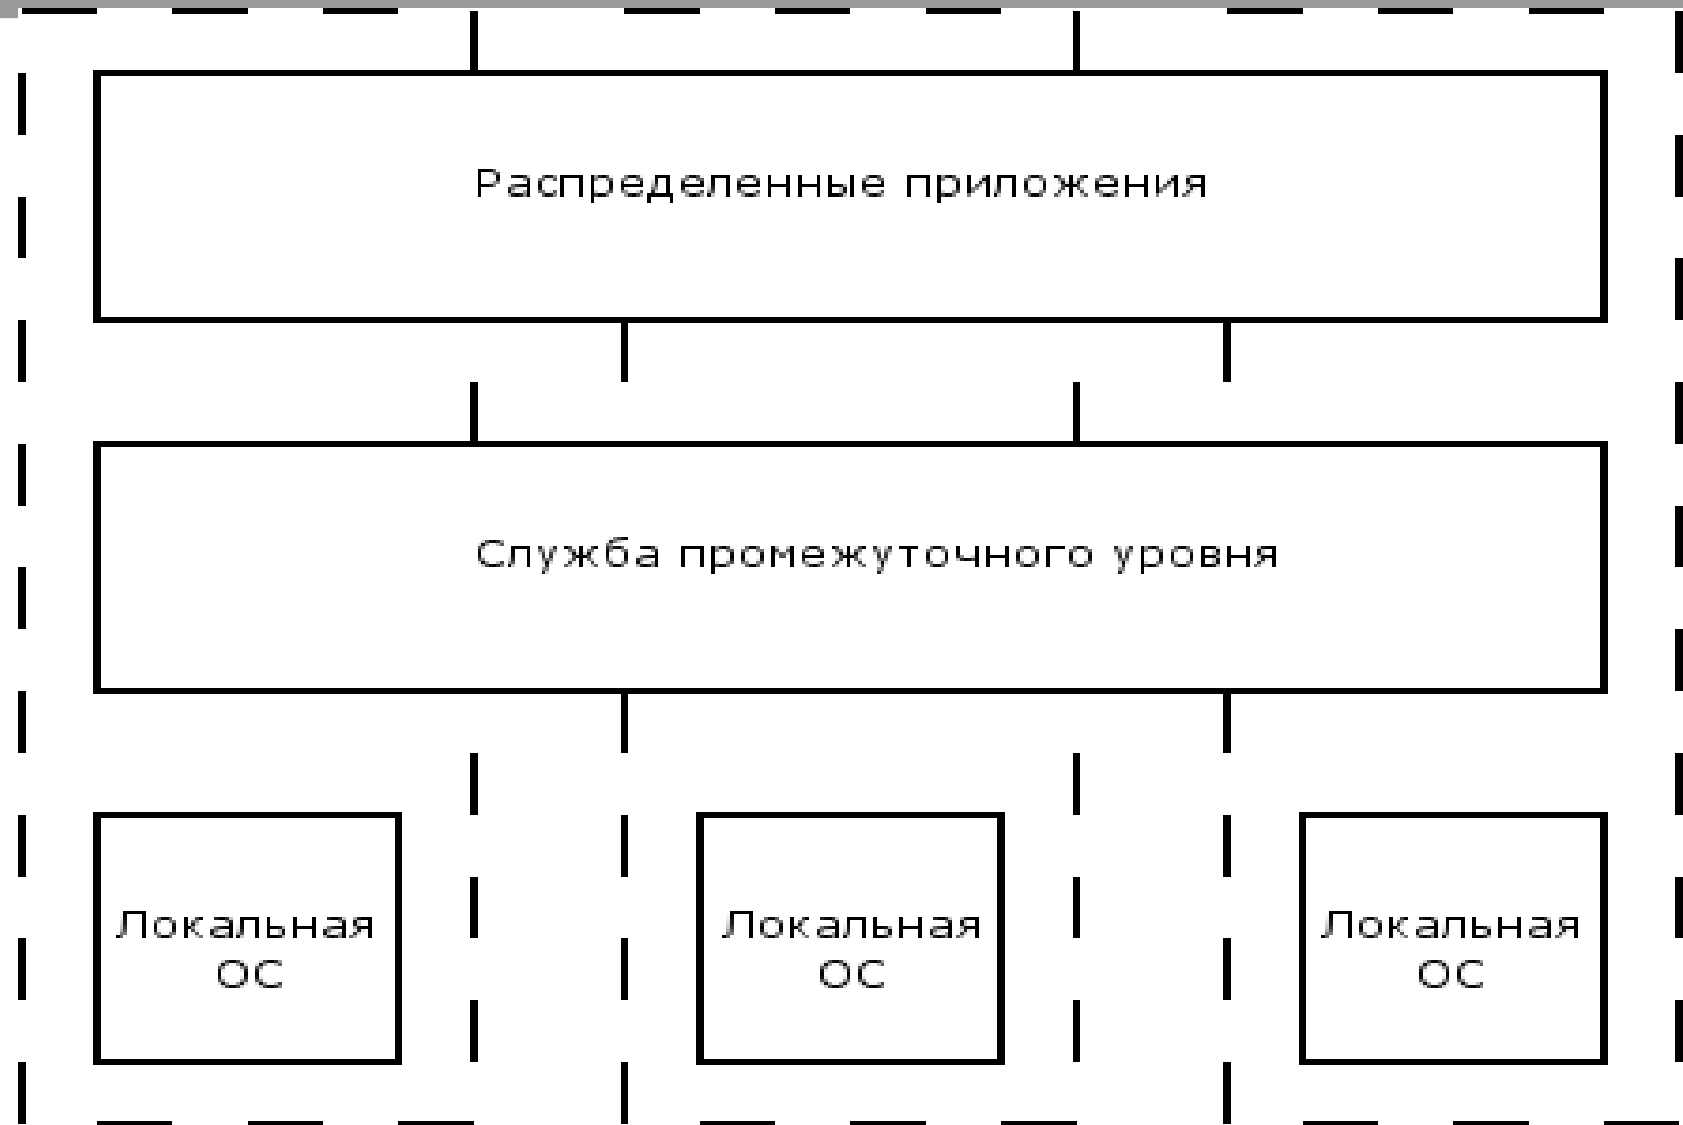 Распределенные приложения
Служба промежуточного уровня
Локальная
ОС
Локальная
ОС
Локальная
ОС